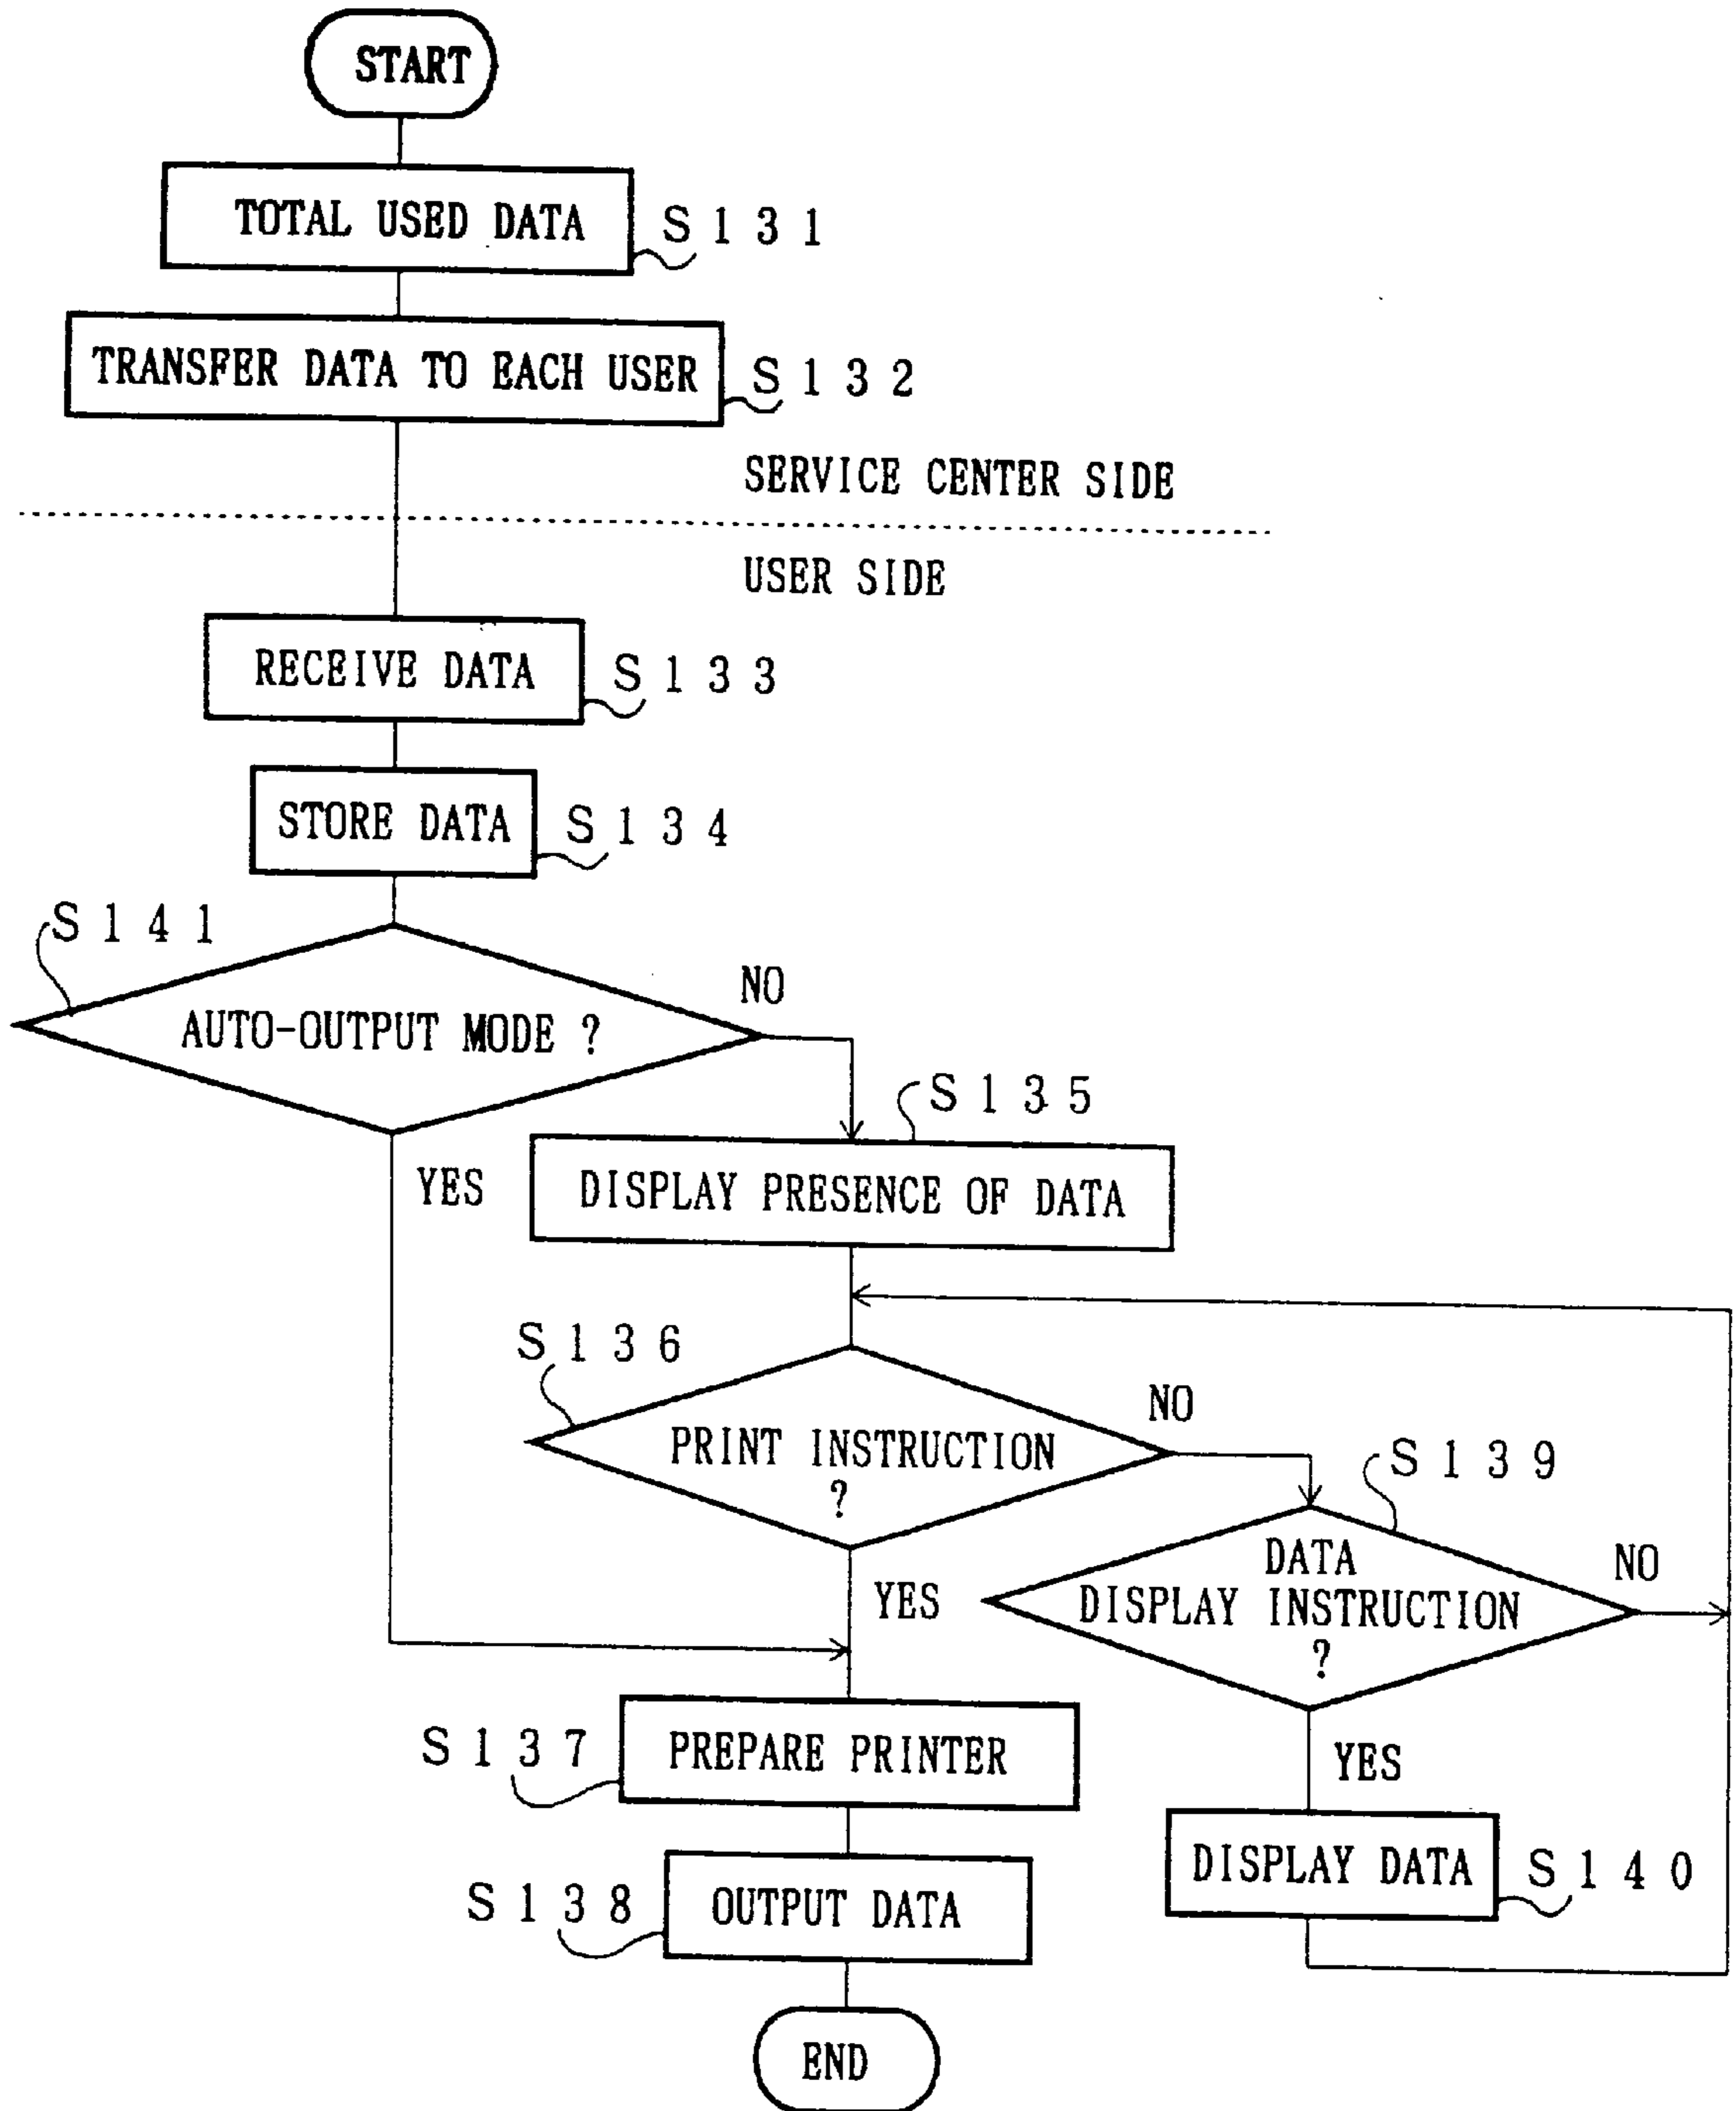 START
TOTAL USED DATA
S131
TRANSFER DATA TO EACH USER
S132
SERVICE CENTER SIDE
USER SIDE
RECEIVE DATA
S133
STORE DATA
S134
S141
AUTO-OUTPUT MODE ?
NO
YES
S135
DISPLAY PRESENCE OF DATA
S136
PRINT INSTRUCTION
?
NO
YES
S139
DATA
DISPLAY INSTRUCTION
?
NO
YES
S137
PREPARE PRINTER
DISPLAY DATA
S140
S138
OUTPUT DATA
END